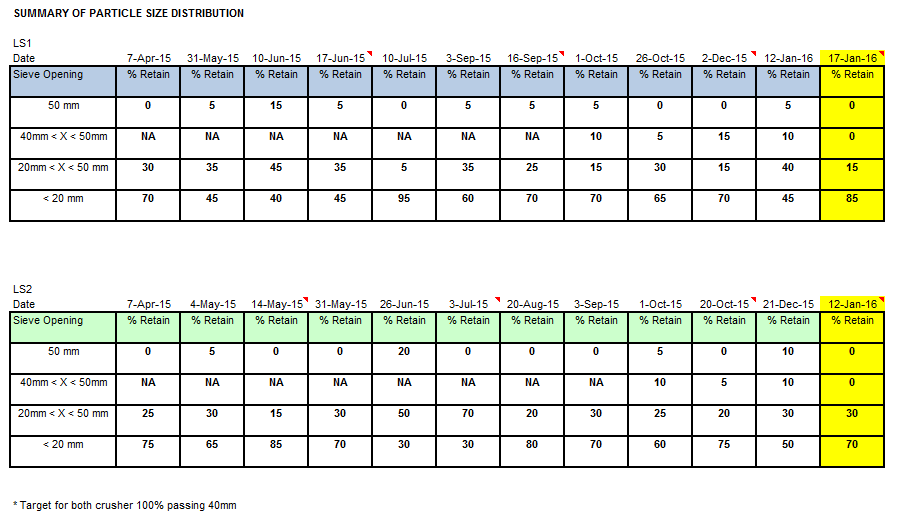 SUMMARY OF PARTICLE SIZE DISTRIBUTION
LS1
Date 7-Apr-15 31-May-15 10-Jun-15 17-Jun-15 10-Jul-15 3-Sep-15 16-Sep-15 1-Oct-15 26-Oct-15 2-Dec-15 12-Jan-16 17-Jan-16
Sieve Opening % Retain % Retain % Retain % Retain % Retain % Retain % Retain % Retain % Retain % Retain % Retain % Retain
50 mm 0 5 15 5 0 5 5 5 0 0 5 0
40mm < X < 50mm NA NA NA NA NA NA NA 10 5 15 10 0
20mm < X < 50 mm 30 35 45 35 5 35 25 15 30 15 40 15
< 20 mm 70 45 40 45 95 60 70 70 65 70 45 85
LS2
Date 7-Apr-15 4-May-15 14-May-15 31-May-15 26-Jun-15 3-Jul-15 20-Aug-15 3-Sep-15 1-Oct-15 20-Oct-15 21-Dec-15 12-Jan-16
Sieve Opening % Retain % Retain % Retain % Retain % Retain % Retain % Retain % Retain % Retain % Retain % Retain % Retain
50 mm 0 5 0 0 20 0 0 0 5 0 10 0
40mm < X < 50mm NA NA NA NA NA NA NA NA 10 5 10 0
20mm < X < 50 mm 25 30 15 30 50 70 20 30 25 20 30 30
< 20 mm 75 65 85 70 30 30 80 70 60 75 50 70
* Target for both crusher 100% passing 40mm